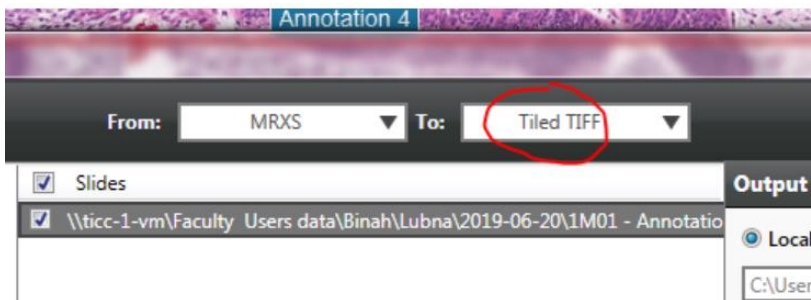 Annotation 4
From: MRXS To: Tiled TIFF
Slides
Output
\\ticc-1-vm\Faculty Users data\Binah\Lubna\2019-06-20\1M01 - Annotatio
Local
C:\User